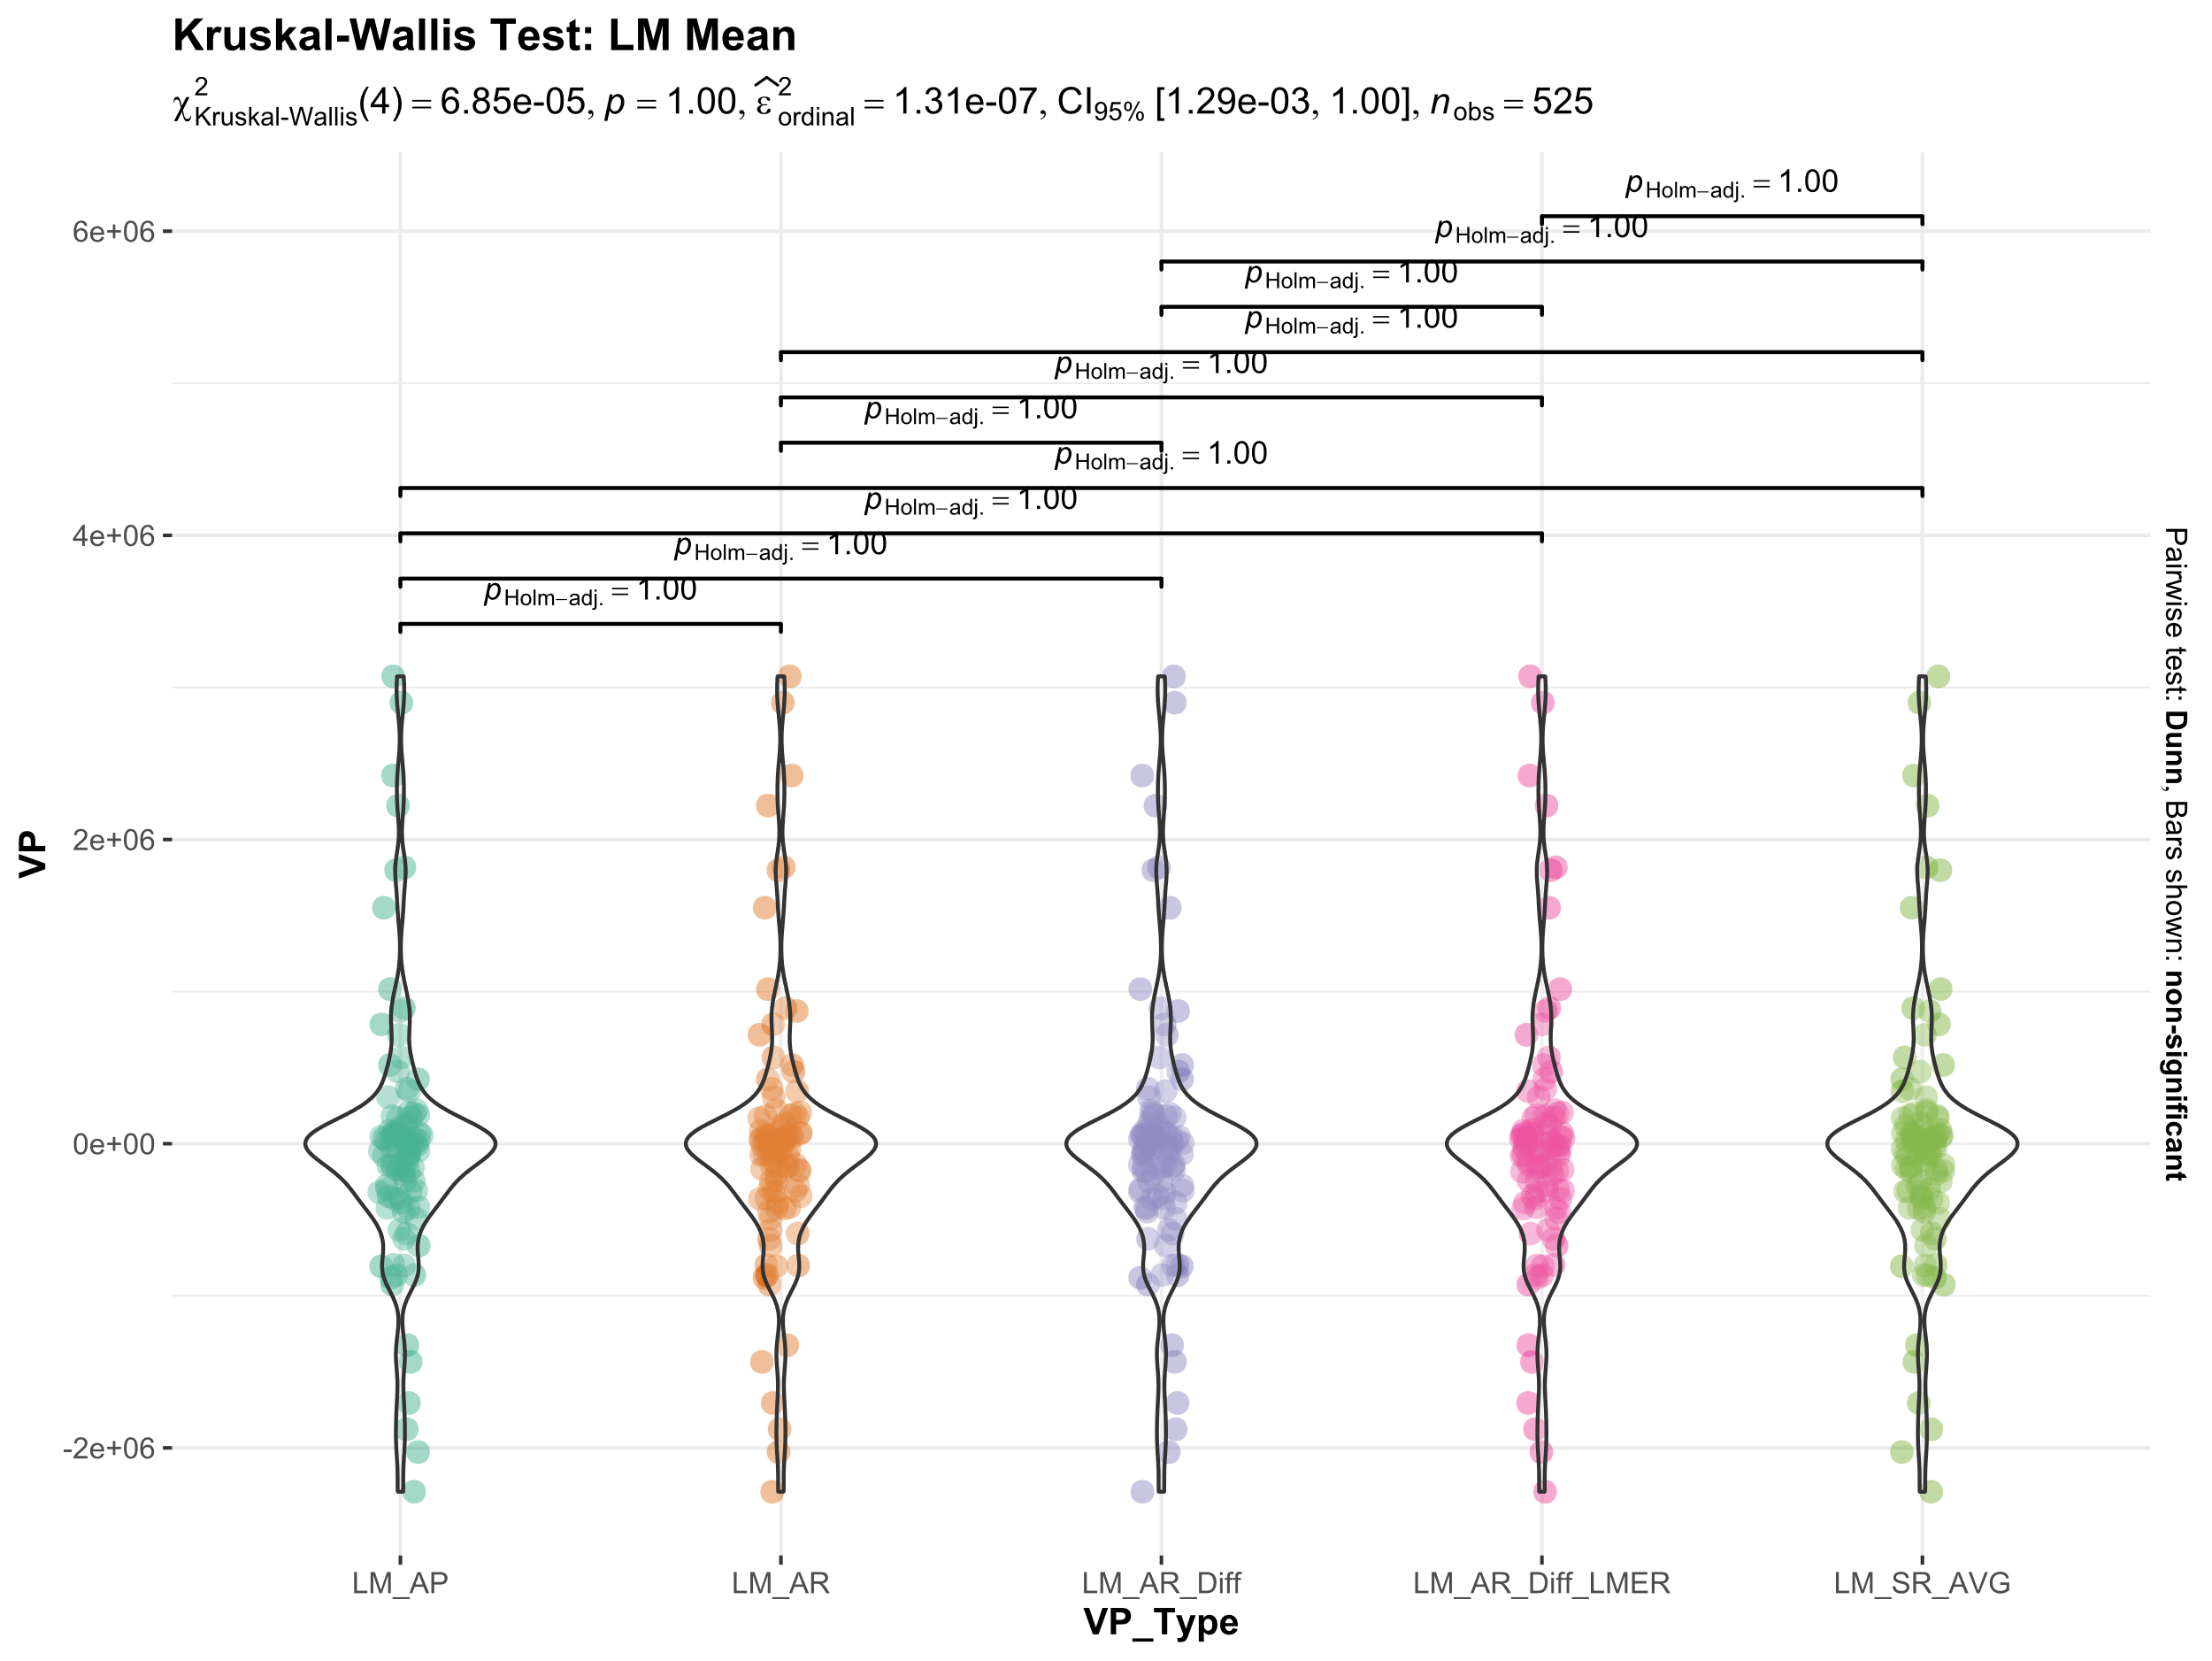 Kruskal-Wallis Test: LM Mean
χ²Kruskal-Wallis(4) = 6.85e-05, p = 1.00, ε̂²ordinal = 1.31e-07, CI95% [1.29e-03, 1.00], nobs = 525
pHolm−adj. = 1.00
pHolm−adj. = 1.00
pHolm−adj. = 1.00
pHolm−adj. = 1.00
pHolm−adj. = 1.00
pHolm−adj. = 1.00
pHolm−adj. = 1.00
pHolm−adj. = 1.00
pHolm−adj. = 1.00
pHolm−adj. = 1.00
6e+06
4e+06
2e+06
0e+00
-2e+06
VP
Pairwise test: Dunn, Bars shown: non-significant
LM_AP LM_AR LM_AR_Diff LM_AR_Diff_LMER LM_SR_AVG
VP_Type